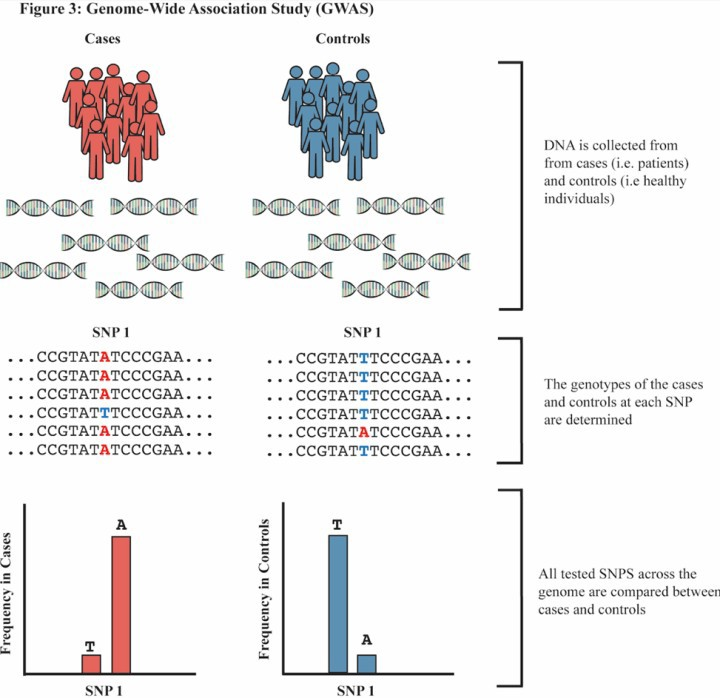 Figure 3: Genome-Wide Association Study (GWAS)
Cases
Controls
DNA is collected from
from cases (i.e. patients)
and controls (i.e healthy
individuals)
SNP 1
...CCGTATATCCCGAA...
...CCGTATATCCCGAA...
...CCGTATATCCCGAA...
...CCGTATTTCCCGAA...
...CCGTATATCCCGAA...
...CCGTATATCCCGAA...
SNP 1
...CCGTATTTCCCGAA...
...CCGTATTTCCCGAA...
...CCGTATTTCCCGAA...
...CCGTATTTCCCGAA...
...CCGTATATCCCGAA...
...CCGTATTTCCCGAA...
The genotypes of the cases
and controls at each SNP
are determined
Frequency in Cases
T
A
SNP 1
Frequency in Controls
T
A
SNP 1
All tested SNPS across the
genome are compared between
cases and controls